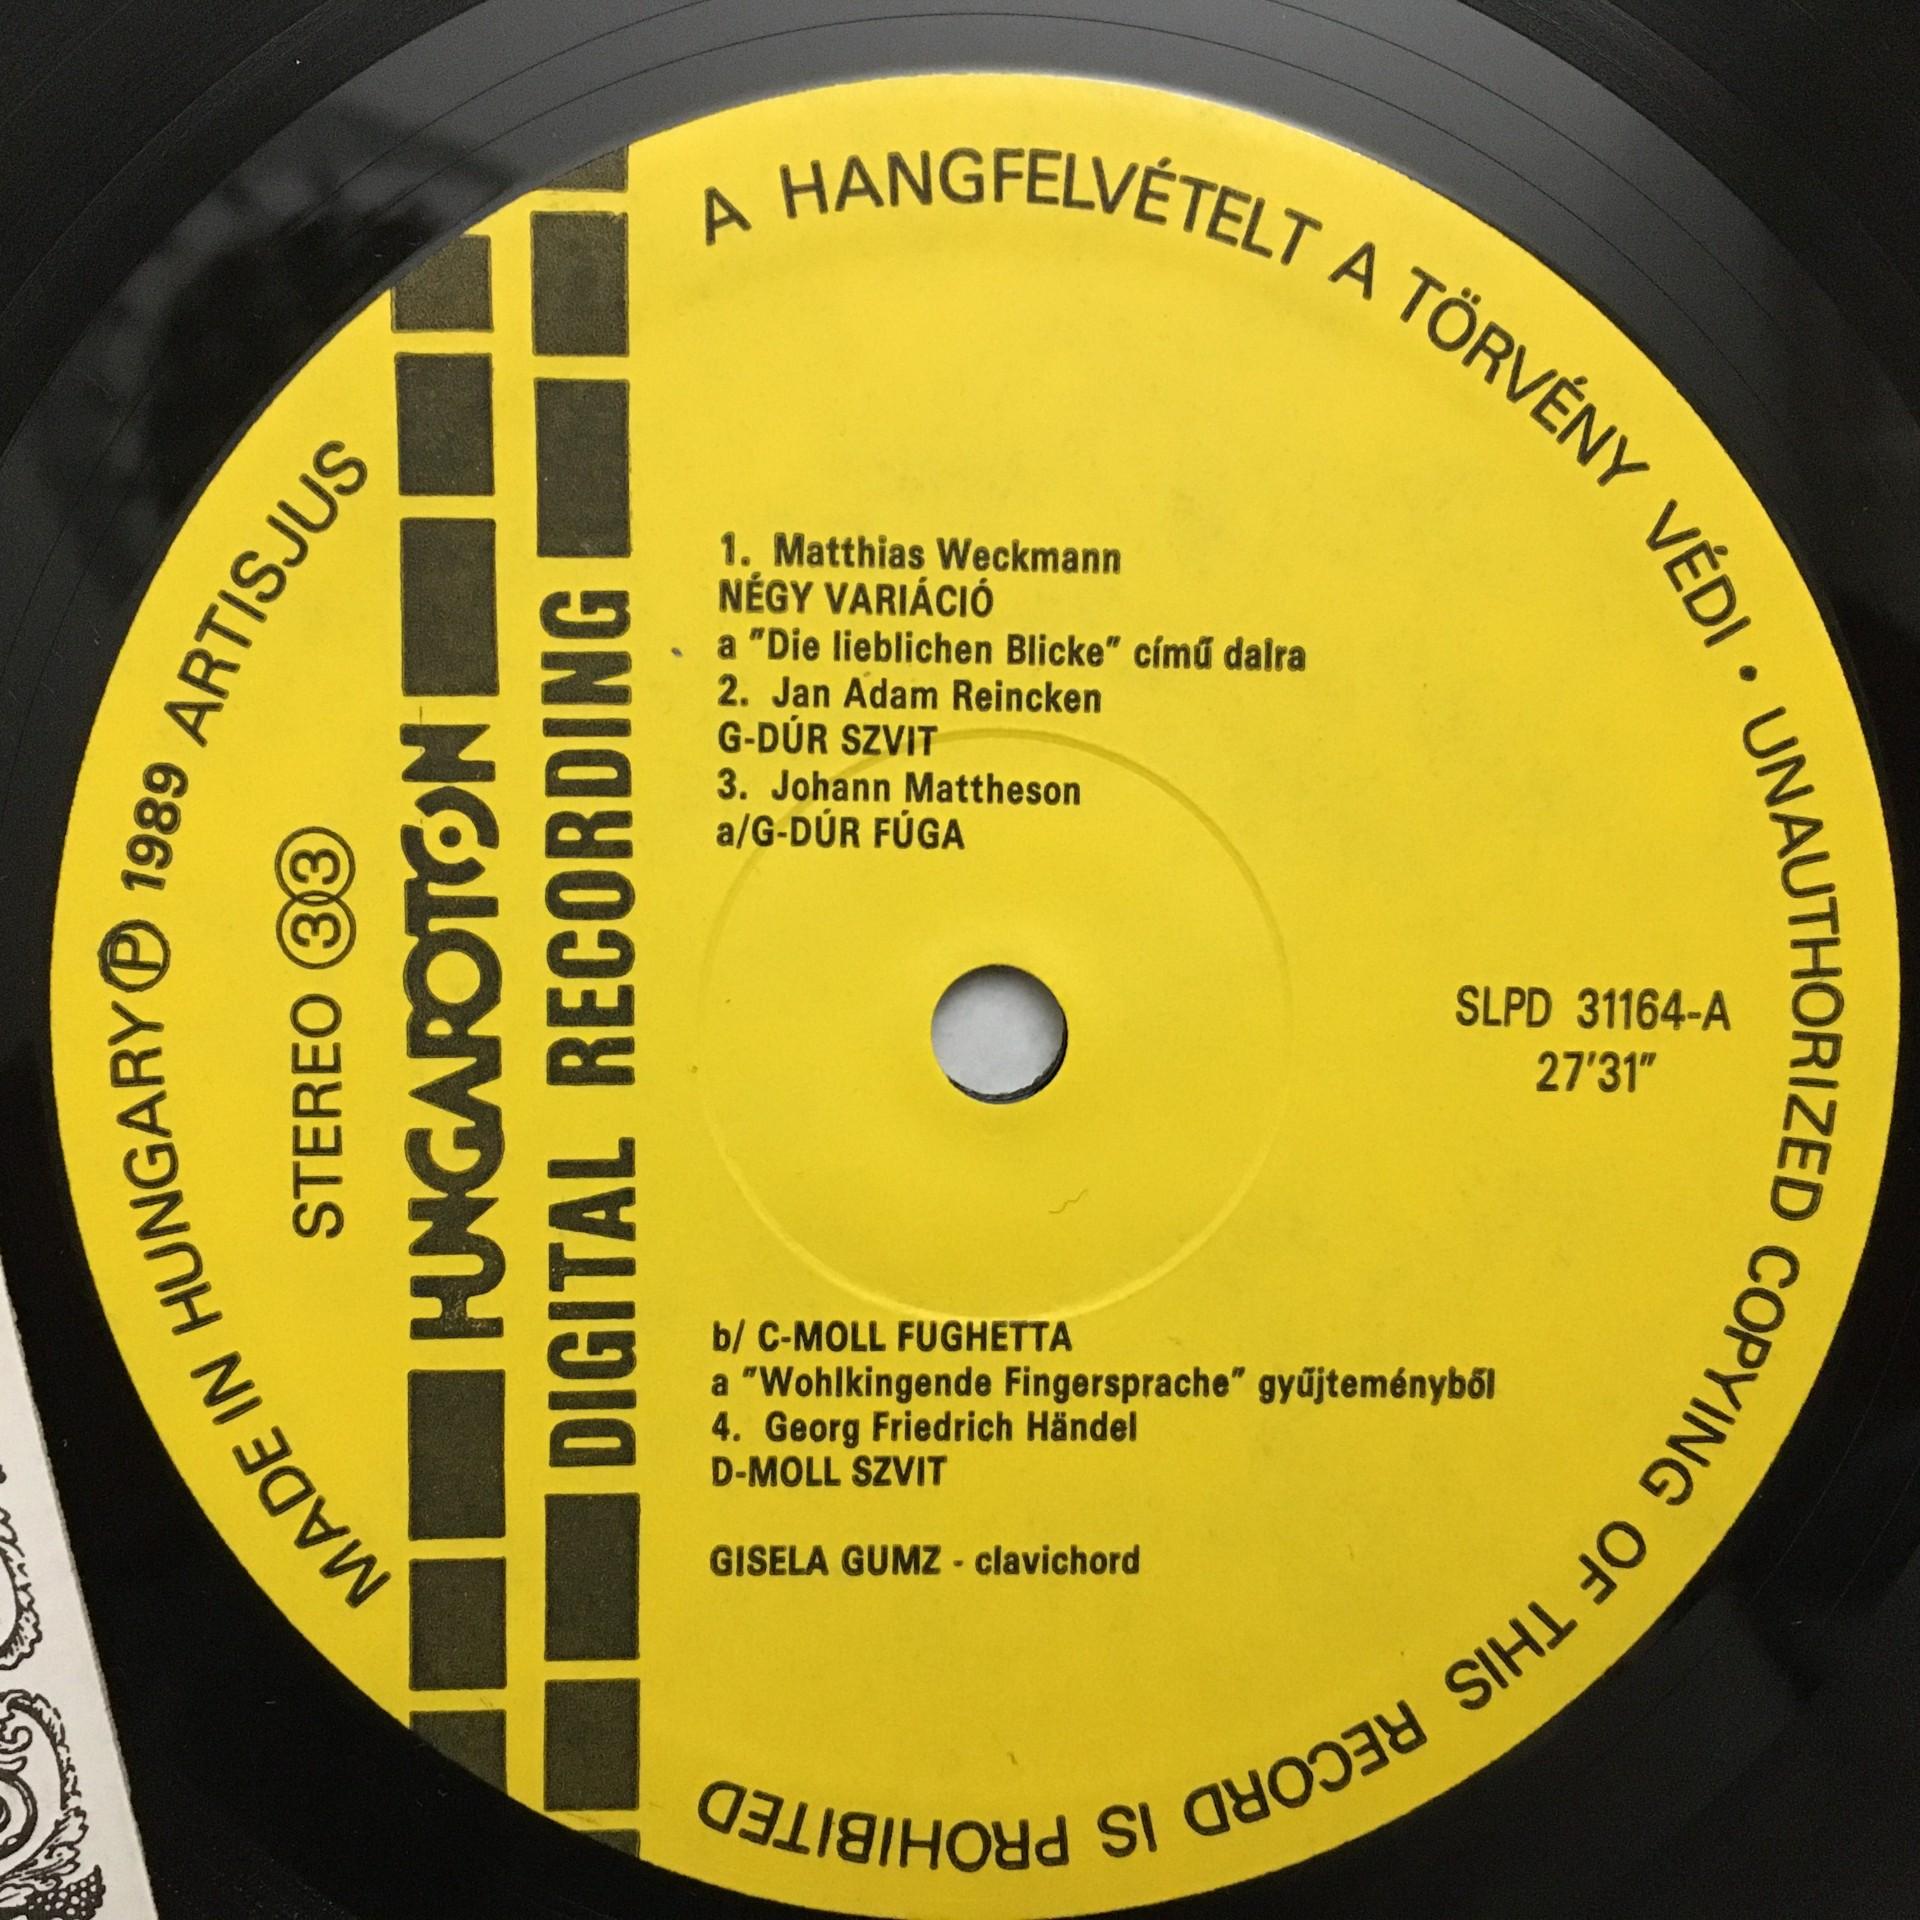 A HANGFELVÉTELT A TÖRVÉNY VÉDI • UNAUTHORIZED COPYING OF THIS RECORD IS PROHIBITED
MADE IN HUNGARY Ⓟ 1989 ARTISJUS
STEREO 33
HUNGAROTON
DIGITAL RECORDING
1. Matthias Weckmann
NÉGY VARIÁCIÓ
a "Die lieblichen Blicke" című dalra
2. Jan Adam Reincken
G-DÚR SZVIT
3. Johann Mattheson
a/G-DÚR FÚGA
SLPD 31164-A
27'31"
b/ C-MOLL FUGHETTA
a "Wohlkingende Fingersprache" gyűjteményből
4. Georg Friedrich Händel
D-MOLL SZVIT
GISELA GUMZ - clavichord